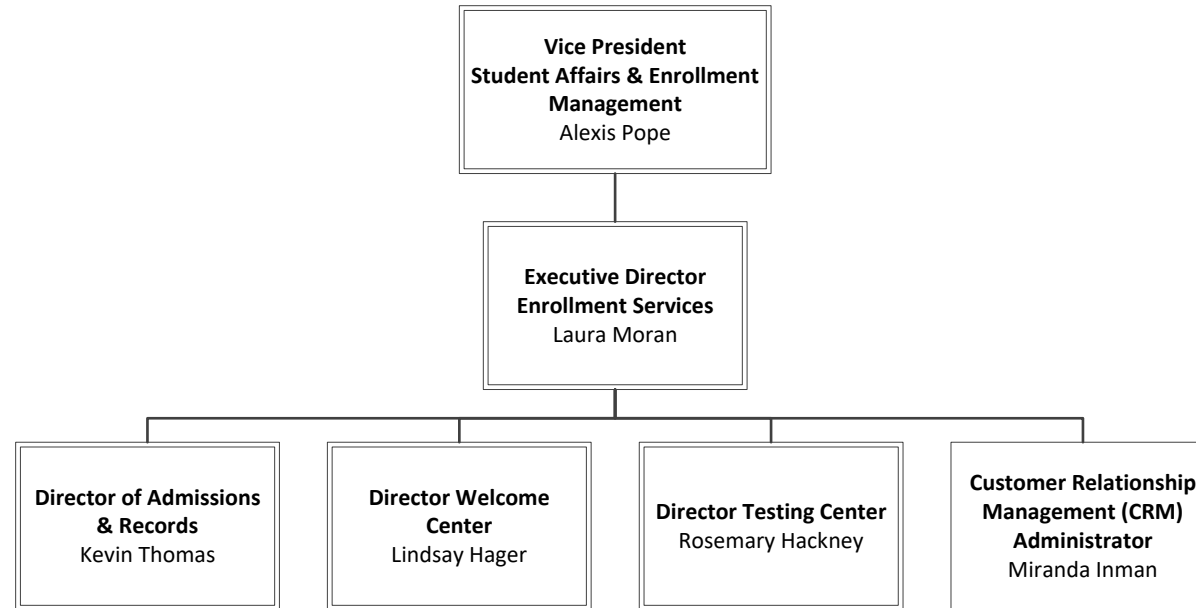 Vice President
Student Affairs & Enrollment
Management
Alexis Pope
Executive Director
Enrollment Services
Laura Moran
Director of Admissions
& Records
Kevin Thomas
Director Welcome
Center
Lindsay Hager
Director Testing Center
Rosemary Hackney
Customer Relationship
Management (CRM)
Administrator
Miranda Inman